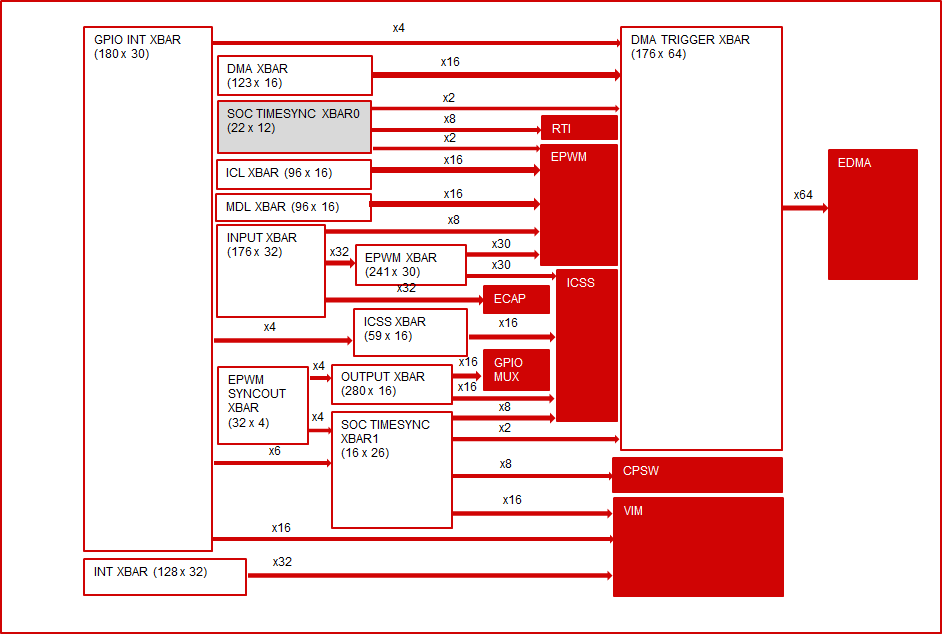 GPIO INT XBAR
(180 x 30)
x4
DMA TRIGGER XBAR
(176 x 64)
DMA XBAR
(123 x 16)
x16
SOC TIMESYNC XBAR0
(22 x 12)
x2
x8
x2
RTI
EPWM
ICL XBAR (96 x 16)
x16
MDL XBAR (96 x 16)
x16
EDMA
x64
INPUT XBAR
(176 x 32)
x8
x32
EPWM XBAR
(241 x 30)
x30
x30
x32
ECAP
ICSS
x4
ICSS XBAR
(59 x 16)
x16
EPWM
SYNCOUT
XBAR
(32 x 4)
x4
OUTPUT XBAR
(280 x 16)
x16
x16
GPIO
MUX
x4
SOC TIMESYNC
XBAR1
(16 x 26)
x8
x2
x6
x8
CPSW
x16
VIM
x16
INT XBAR (128 x 32)
x32